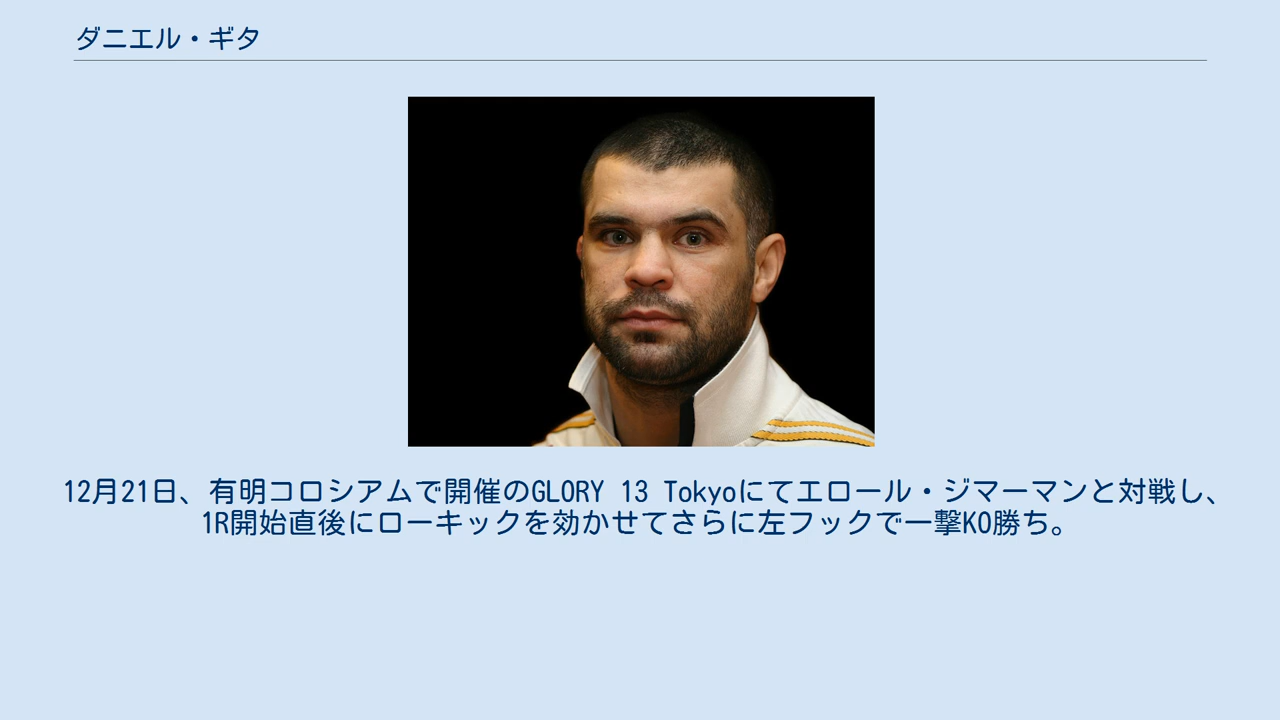 ダニエル・ギタ
12月21日、有明コロシアムで開催のGLORY 13 Tokyoにてエロール・ジマーマンと対戦し、
1R開始直後にローキックを効かせてさらに左フックで一撃KO勝ち。